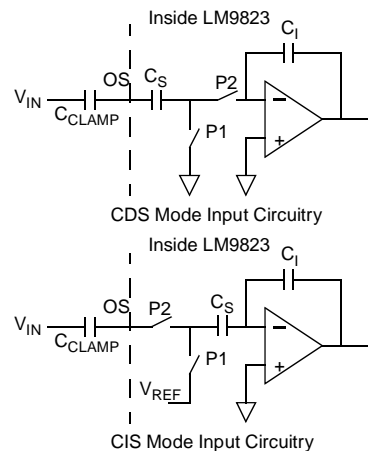 Inside LM9823
C_I
OS C_S P2
V_IN
C_CLAMP
P1
−
+
CDS Mode Input Circuitry
Inside LM9823
C_I
OS P2 C_S
V_IN
C_CLAMP
P1
V_REF
−
+
CIS Mode Input Circuitry